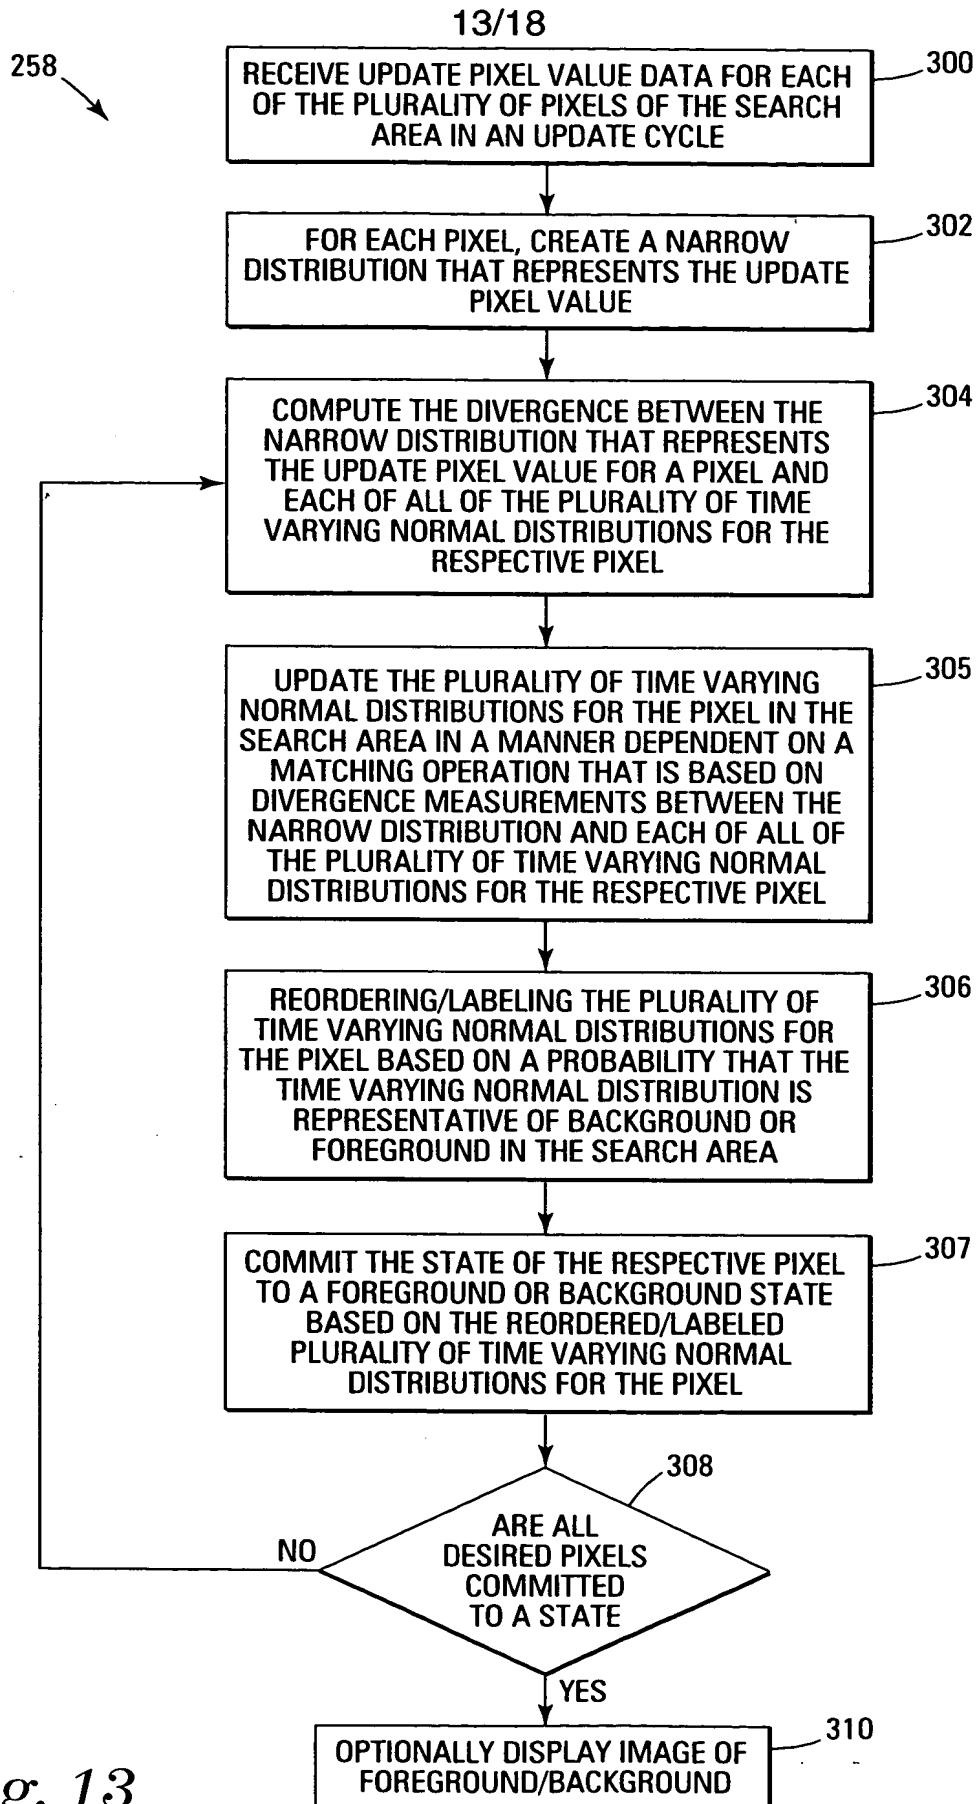 13/18
258
RECEIVE UPDATE PIXEL VALUE DATA FOR EACH
OF THE PLURALITY OF PIXELS OF THE SEARCH
AREA IN AN UPDATE CYCLE
300
FOR EACH PIXEL, CREATE A NARROW
DISTRIBUTION THAT REPRESENTS THE UPDATE
PIXEL VALUE
302
COMPUTE THE DIVERGENCE BETWEEN THE
NARROW DISTRIBUTION THAT REPRESENTS
THE UPDATE PIXEL VALUE FOR A PIXEL AND
EACH OF ALL OF THE PLURALITY OF TIME
VARYING NORMAL DISTRIBUTIONS FOR THE
RESPECTIVE PIXEL
304
UPDATE THE PLURALITY OF TIME VARYING
NORMAL DISTRIBUTIONS FOR THE PIXEL IN THE
SEARCH AREA IN A MANNER DEPENDENT ON A
MATCHING OPERATION THAT IS BASED ON
DIVERGENCE MEASUREMENTS BETWEEN THE
NARROW DISTRIBUTION AND EACH OF ALL OF
THE PLURALITY OF TIME VARYING NORMAL
DISTRIBUTIONS FOR THE RESPECTIVE PIXEL
305
REORDERING/LABELING THE PLURALITY OF
TIME VARYING NORMAL DISTRIBUTIONS FOR
THE PIXEL BASED ON A PROBABILITY THAT THE
TIME VARYING NORMAL DISTRIBUTION IS
REPRESENTATIVE OF BACKGROUND OR
FOREGROUND IN THE SEARCH AREA
306
COMMIT THE STATE OF THE RESPECTIVE PIXEL
TO A FOREGROUND OR BACKGROUND STATE
BASED ON THE REORDERED/LABELED
PLURALITY OF TIME VARYING NORMAL
DISTRIBUTIONS FOR THE PIXEL
307
ARE ALL
DESIRED PIXELS
COMMITTED
TO A STATE
308
NO
YES
OPTIONALLY DISPLAY IMAGE OF
FOREGROUND/BACKGROUND
310
g. 13